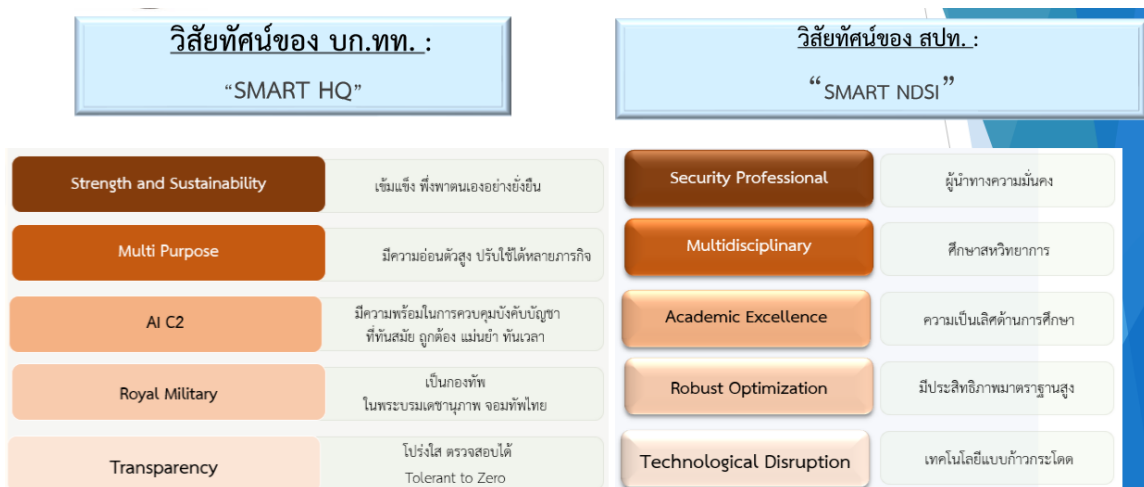 วิสัยทัศน์ของ บก.ทท. :
“SMART HQ”
Strength and Sustainability
เข้มแข็ง พึ่งพาตนเองอย่างยั่งยืน
Multi Purpose
มีความอ่อนตัวสูง ปรับใช้ได้หลายภารกิจ
AI C2
มีความพร้อมในการควบคุมบังคับบัญชา
ที่ทันสมัย ถูกต้อง แม่นยำ ทันเวลา
Royal Military
เป็นกองทัพ
ในพระบรมเดชานุภาพ จอมทัพไทย
Transparency
โปร่งใส ตรวจสอบได้
Tolerant to Zero
วิสัยทัศน์ของ สปท. :
“SMART NDSI”
Security Professional
ผู้นำทางความมั่นคง
Multidisciplinary
ศึกษาสหวิทยาการ
Academic Excellence
ความเป็นเลิศด้านการศึกษา
Robust Optimization
มีประสิทธิภาพมาตราฐานสูง
Technological Disruption
เทคโนโลยีแบบก้าวกระโดด